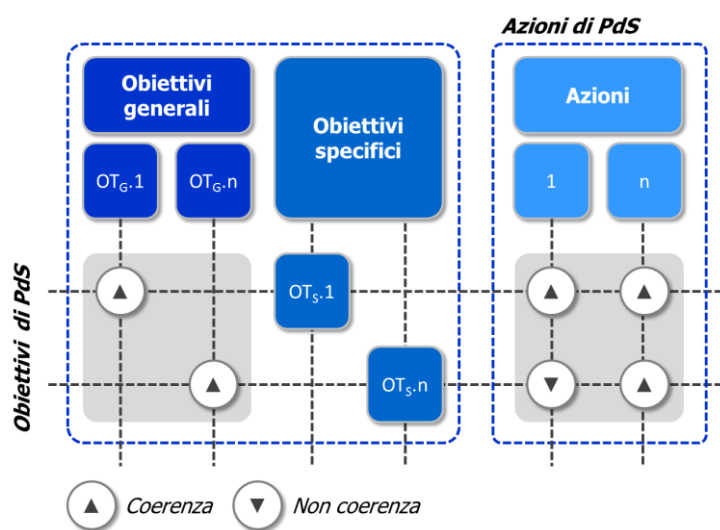 Azioni di PdS
Obiettivi
generali
Obiettivi
specifici
Azioni
OTG.1
OTG.n
1
n
Obiettivi di PdS
OTS.1
OTS.n
Coerenza
Non coerenza